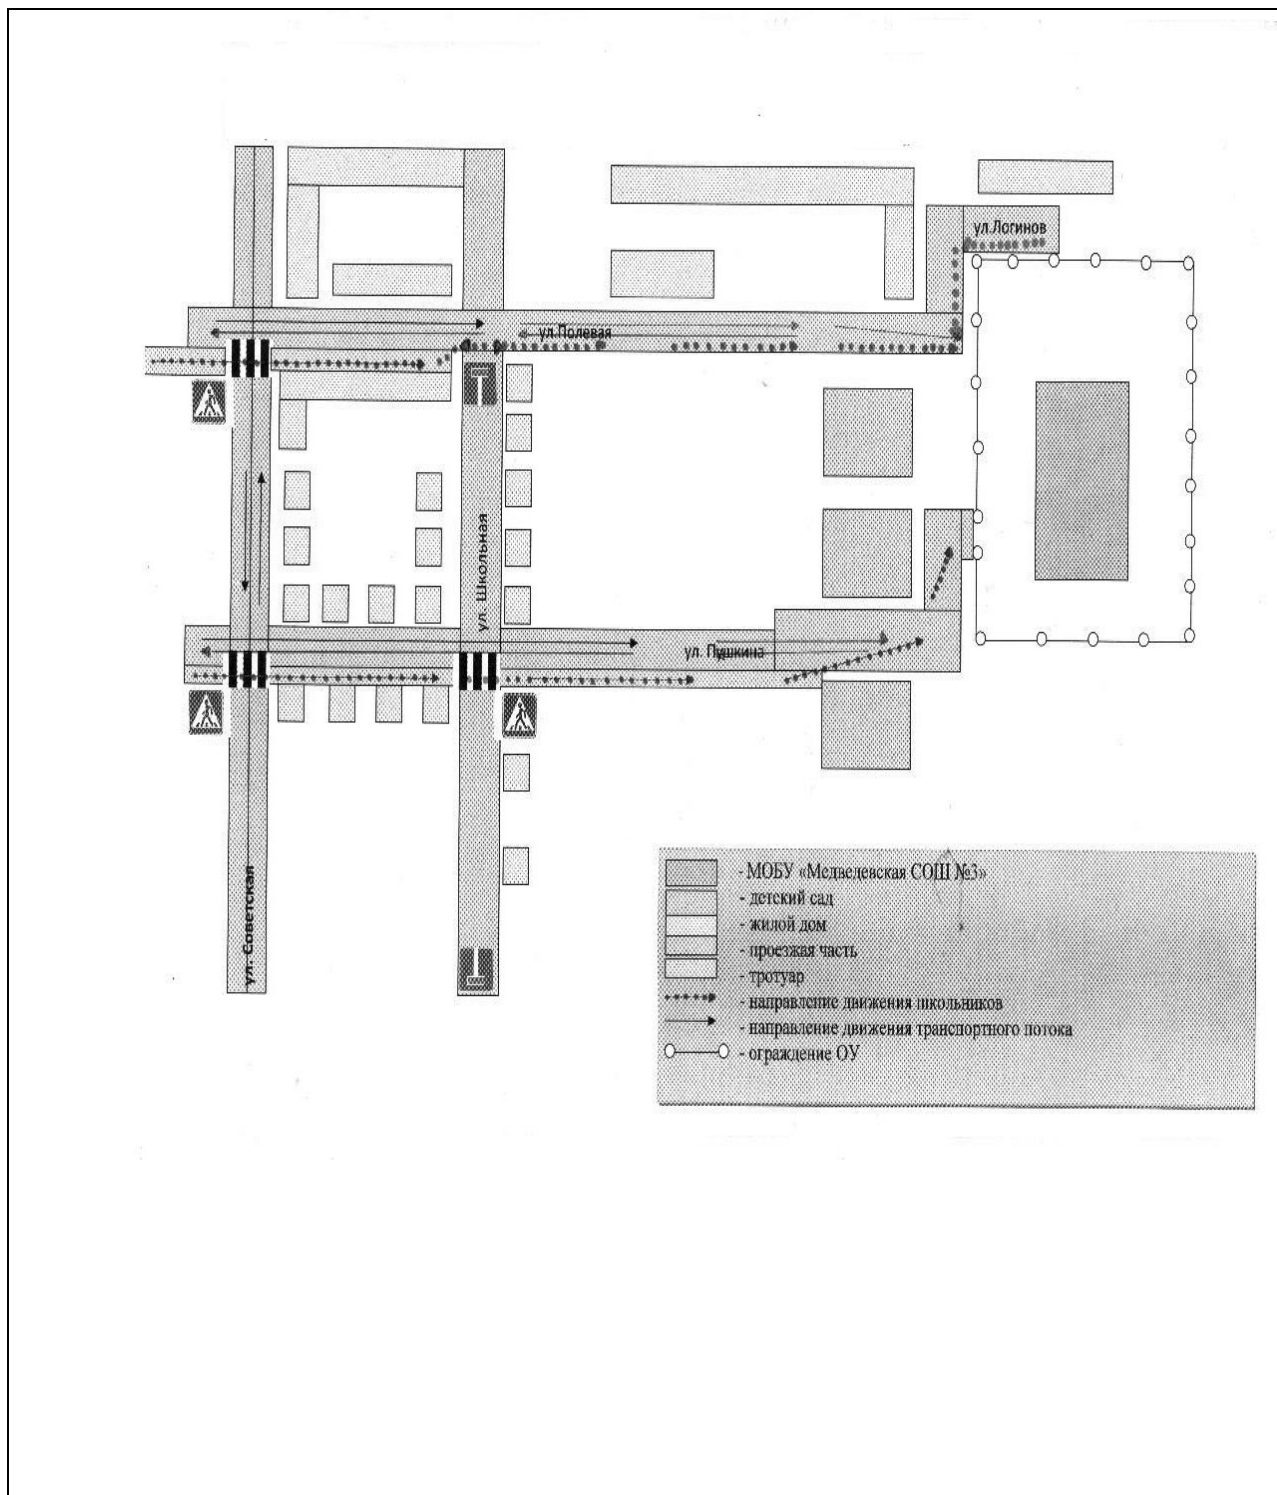 ул.Логинов
ул.Полевая
ул. Школьная
ул. Пушкина
ул. Советская
- МОБУ «Медведевская СОШ №3»
- детский сад
- жилой дом
- проезжая часть
- тротуар
- направление движения школьников
- направление движения транспортного потока
- ограждение ОУ